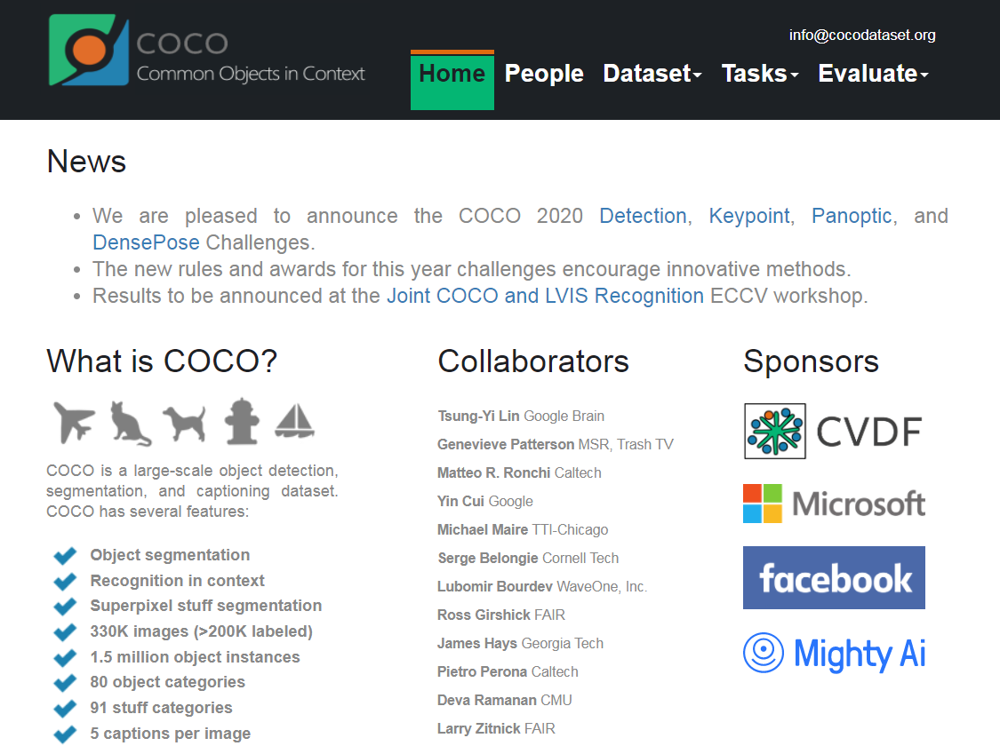 COCO
Common Objects in Context
info@cocodataset.org
Home People Dataset Tasks Evaluate
News
We are pleased to announce the COCO 2020 Detection, Keypoint, Panoptic, and
DensePose Challenges.
The new rules and awards for this year challenges encourage innovative methods.
Results to be announced at the Joint COCO and LVIS Recognition ECCV workshop.
What is COCO?
COCO is a large-scale object detection,
segmentation, and captioning dataset.
COCO has several features:
Object segmentation
Recognition in context
Superpixel stuff segmentation
330K images (>200K labeled)
1.5 million object instances
80 object categories
91 stuff categories
5 captions per image
Collaborators
Tsung-Yi Lin Google Brain
Genevieve Patterson MSR, Trash TV
Matteo R. Ronchi Caltech
Yin Cui Google
Michael Maire TTI-Chicago
Serge Belongie Cornell Tech
Lubomir Bourdev WaveOne, Inc.
Ross Girshick FAIR
James Hays Georgia Tech
Pietro Perona Caltech
Deva Ramanan CMU
Larry Zitnick FAIR
Sponsors
CVDF
Microsoft
facebook
Mighty Ai